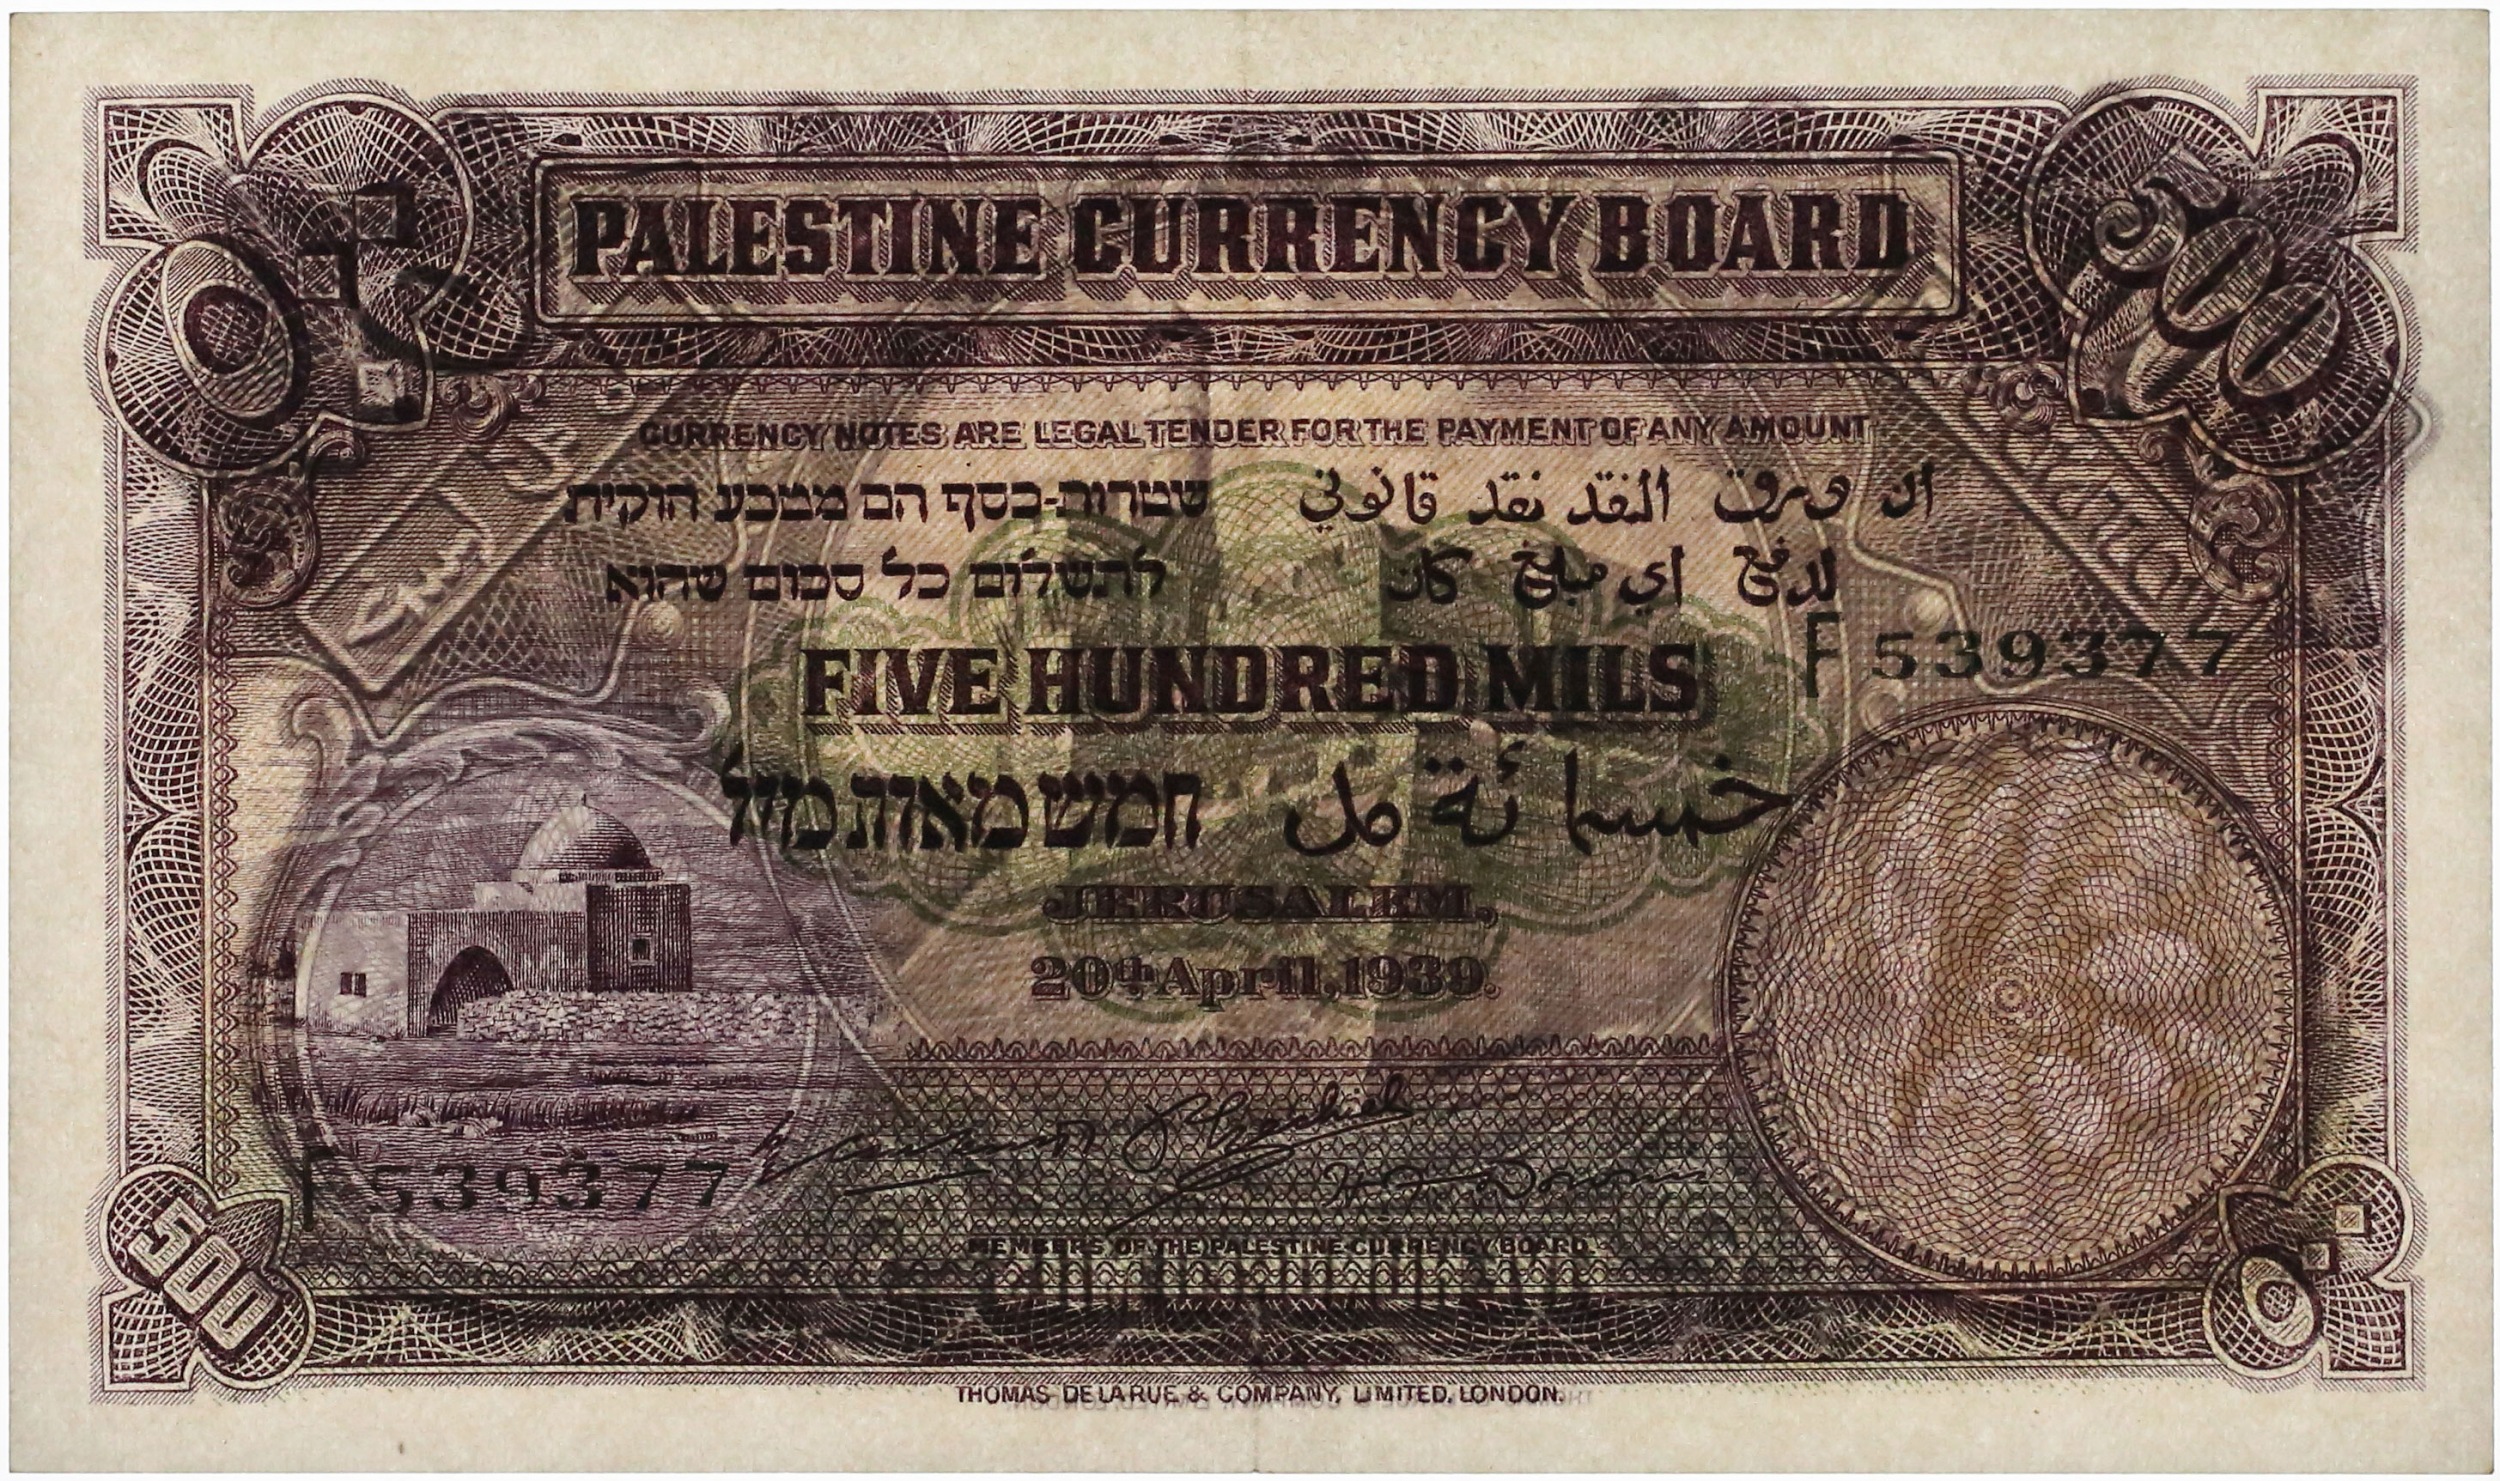 PALESTINE CURRENCY BOARD
٥٠٠
500
CURRENCY NOTES ARE LEGAL TENDER FOR THE PAYMENT OF ANY AMOUNT
ان ورق النقد نقد قانوني
שטרות-כסף הם מטבע חוקית
لدفع اي مبلغ كان
לתשלום כל סכום שהוא
F 539377
FIVE HUNDRED MILS
خمسمائة مل
חמש מאות מיל
JERUSALEM,
20th April, 1939.
F 539377
MEMBERS OF THE PALESTINE CURRENCY BOARD.
500
٥٠٠
THOMAS DE LA RUE & COMPANY, LIMITED, LONDON.